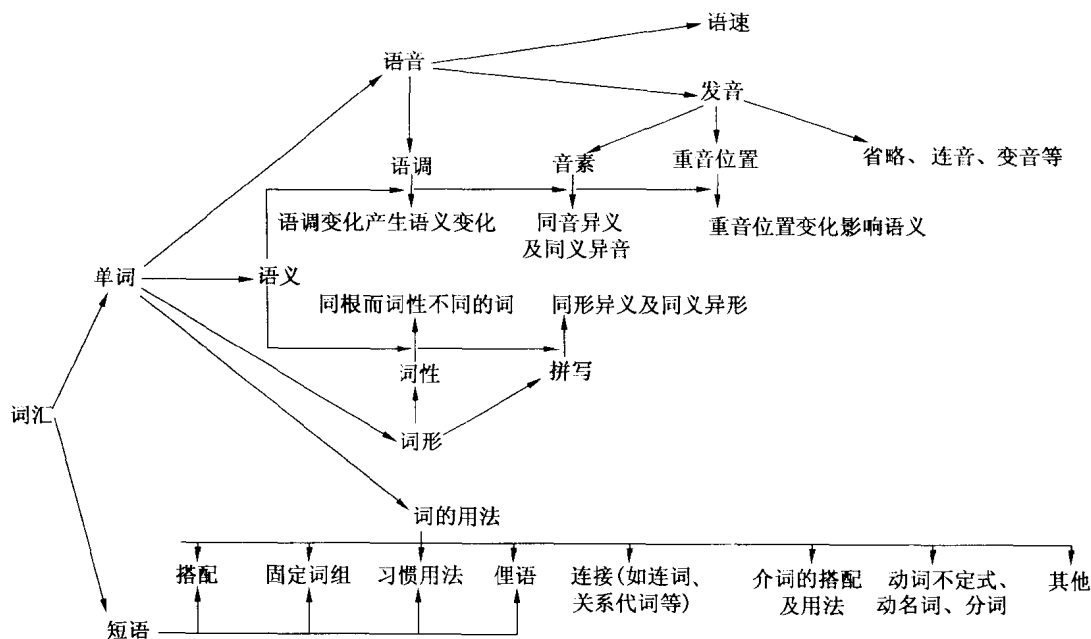 语速
语音
发音
语调
音素
重音位置
省略、连音、变音等
语调变化产生语义变化
同音异义
及同义异音
重音位置变化影响语义
单词
语义
同根而词性不同的词
同形异义及同义异形
词性
拼写
词汇
词形
词的用法
搭配
固定词组
习惯用法
俚语
连接(如连词、
关系代词等)
介词的搭配
及用法
动词不定式、
动名词、分词
其他
短语